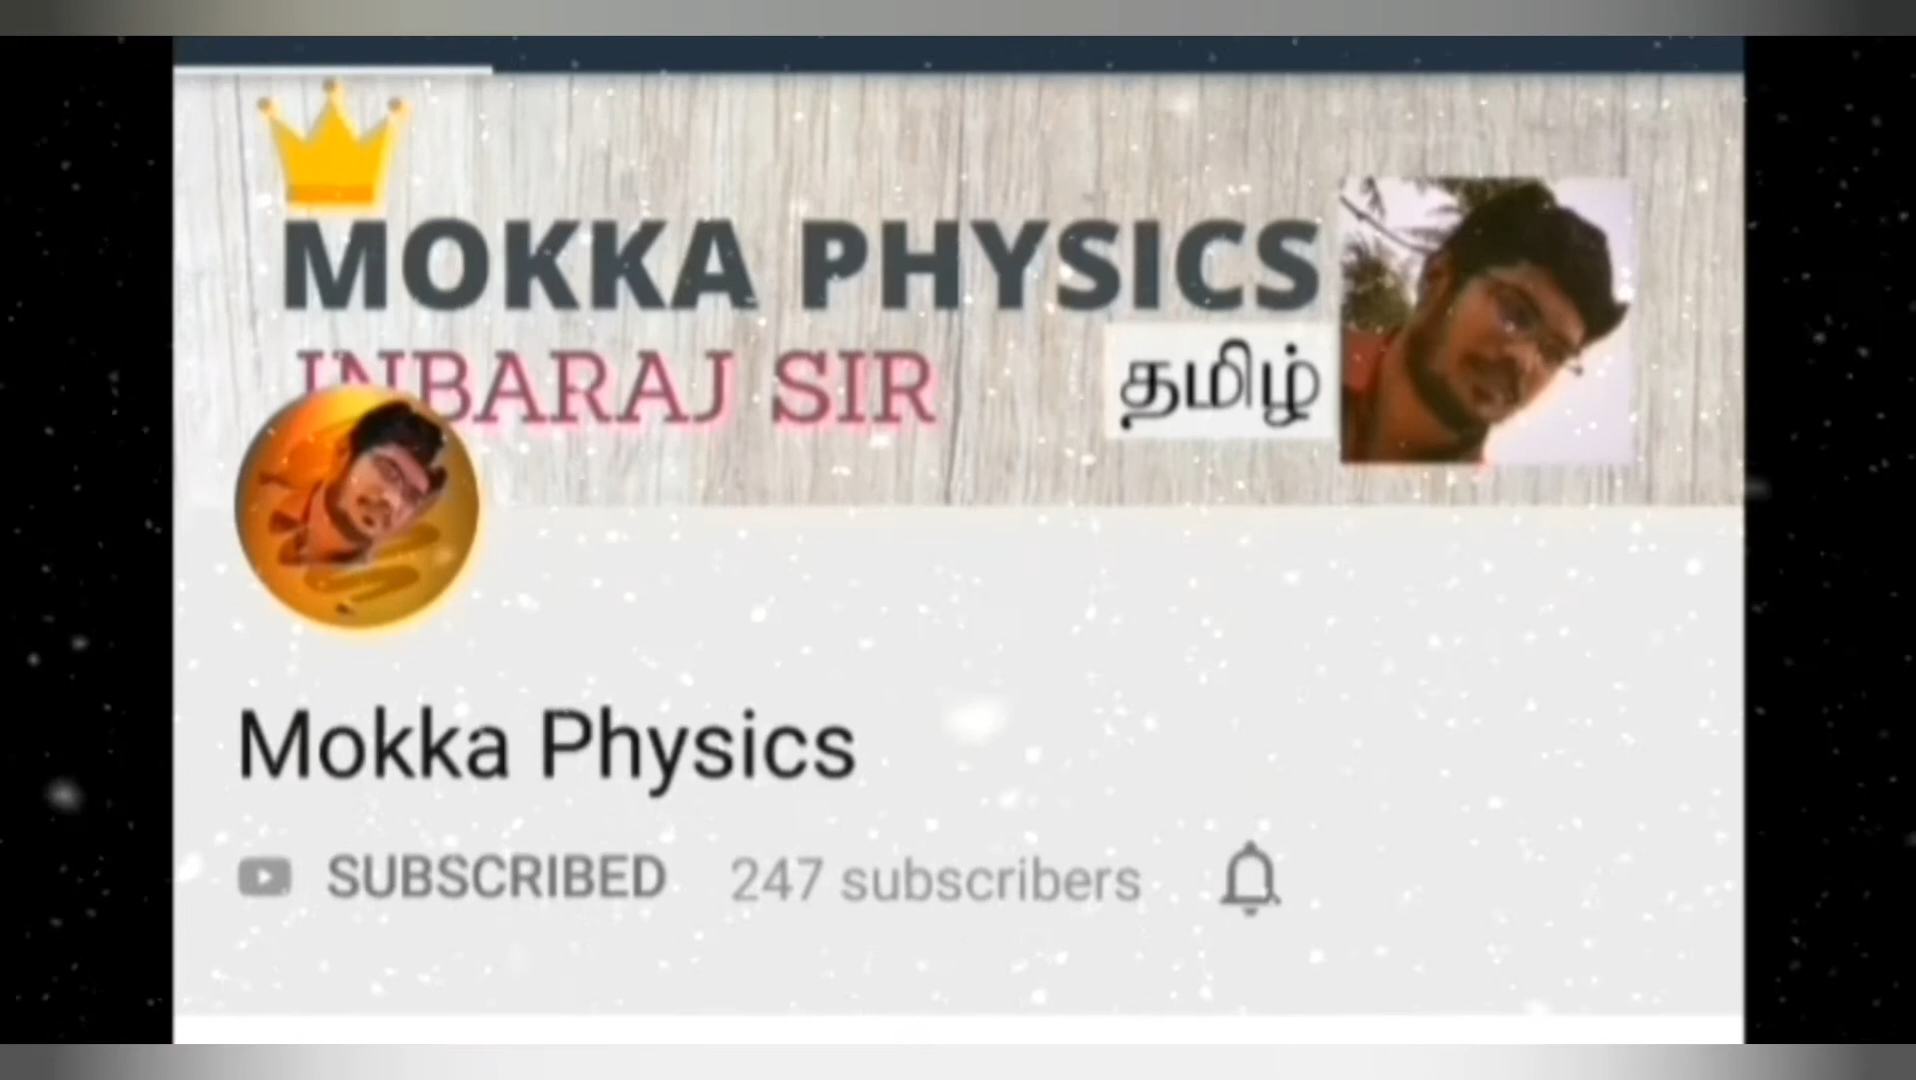 MOKKA PHYSICS
INBARAJ SIR
தமிழ்
Mokka Physics
SUBSCRIBED 247 subscribers